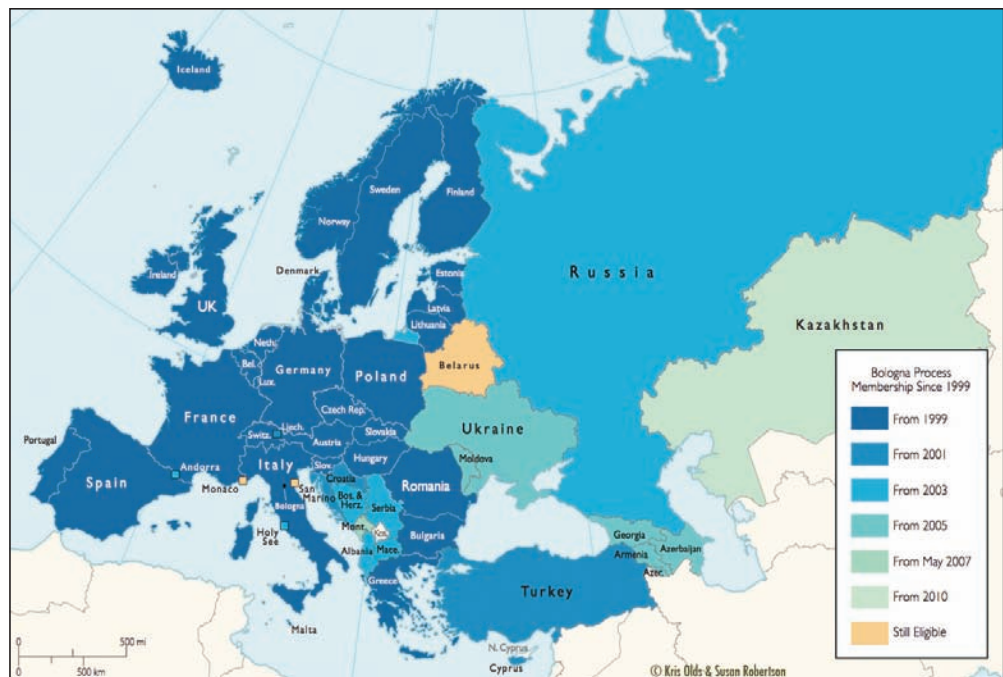 Iceland
Sweden
Finland
Norway
Denmark
Estonia
Russia
Ireland
Latvia
UK
Lithuania
Kazakhstan
Neth.
Belarus
Bel.
Germany
Poland
Lux.
Bologna Process
Membership Since 1999
From 1999
From 2001
From 2003
From 2005
From May 2007
From 2010
Still Eligible
Czech Rep.
France
Ukraine
Liech.
Slovakia
Switz.
Austria
Portugal
Moldova
Hungary
Andorra
Italy
Slov.
Spain
Croatia
Romania
Monaco
San
Marino
Bos. &
Herz.
Serbia
Bologna
Mont.
Kos.
Holy
See
Bulgaria
Georgia
Albania
Mace.
Armenia
Azerbaijan
Azer.
Greece
Turkey
Malta
N. Cyprus
Cyprus
0 500 mi
0 500 km
© Kris Olds & Susan Robertson